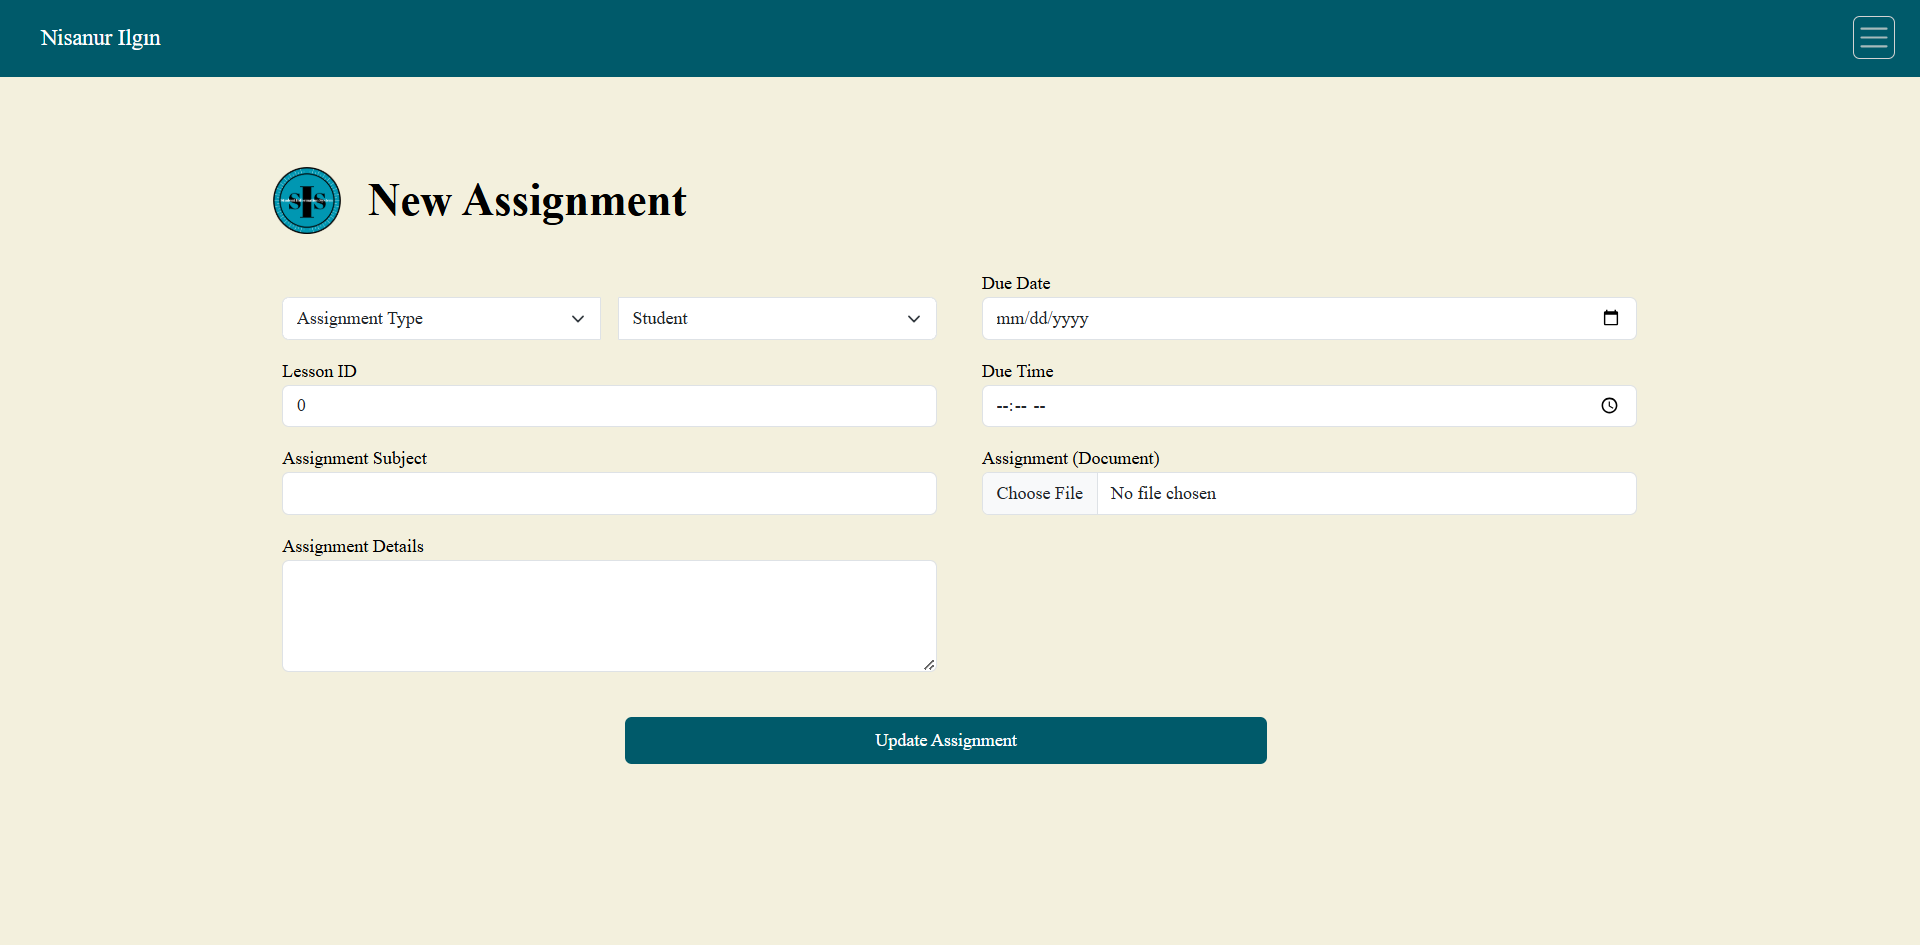 Nisanur Ilgın
SIS
New Assignment
Assignment Type
Student
Due Date
mm/dd/yyyy
Lesson ID
0
Due Time
--:-- --
Assignment Subject
Assignment (Document)
Choose File
No file chosen
Assignment Details
Update Assignment